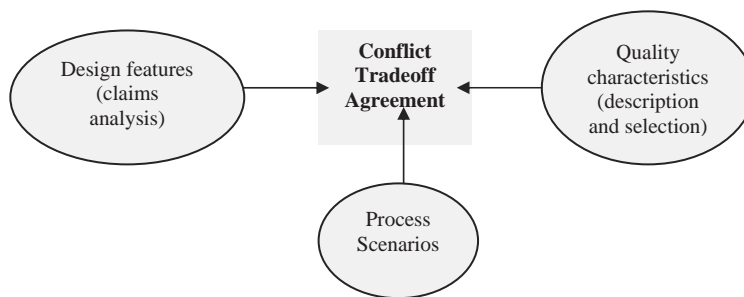 Design features
(claims
analysis)
Conflict
Tradeoff
Agreement
Quality
characteristics
(description
and selection)
Process
Scenarios